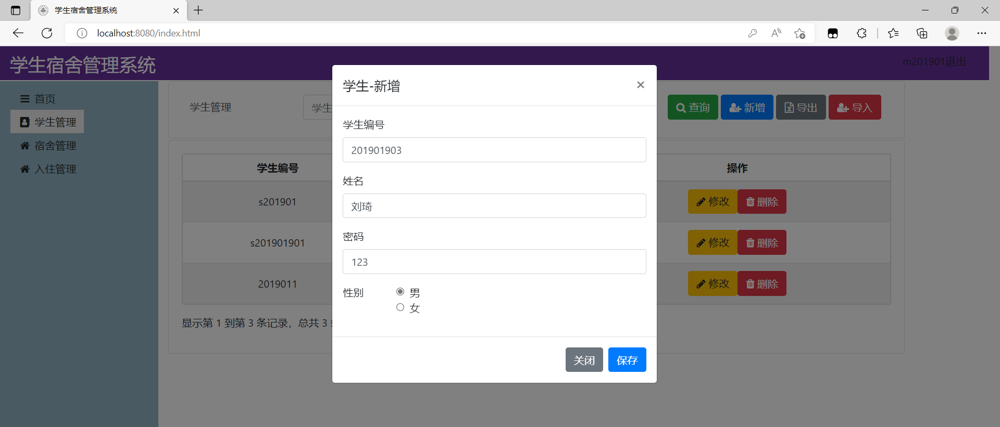 学生宿舍管理系统
localhost:8080/index.html
学生宿舍管理系统
m201901退出
首页
学生管理
宿舍管理
入住管理
学生管理
学生
查询
新增
导出
导入
学生编号
操作
s201901
修改
删除
s201901901
修改
删除
2019011
修改
删除
显示第 1 到第 3 条记录，总共 3
学生-新增
×
学生编号
201901903
姓名
刘琦
密码
123
性别
男
女
关闭
保存